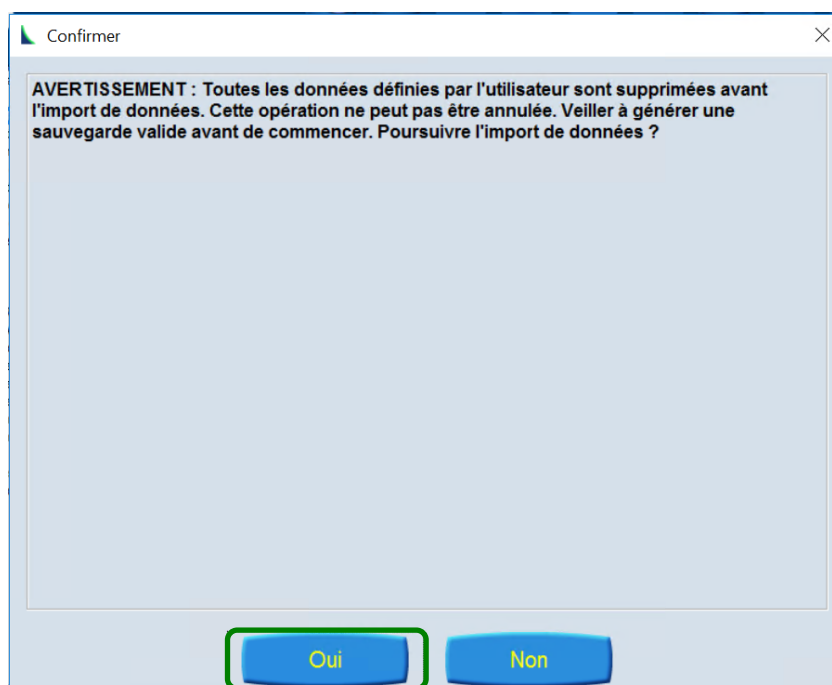 Confirmer
AVERTISSEMENT : Toutes les données définies par l'utilisateur sont supprimées avant
l'import de données. Cette opération ne peut pas être annulée. Veiller à générer une
sauvegarde valide avant de commencer. Poursuivre l'import de données ?
Oui
Non